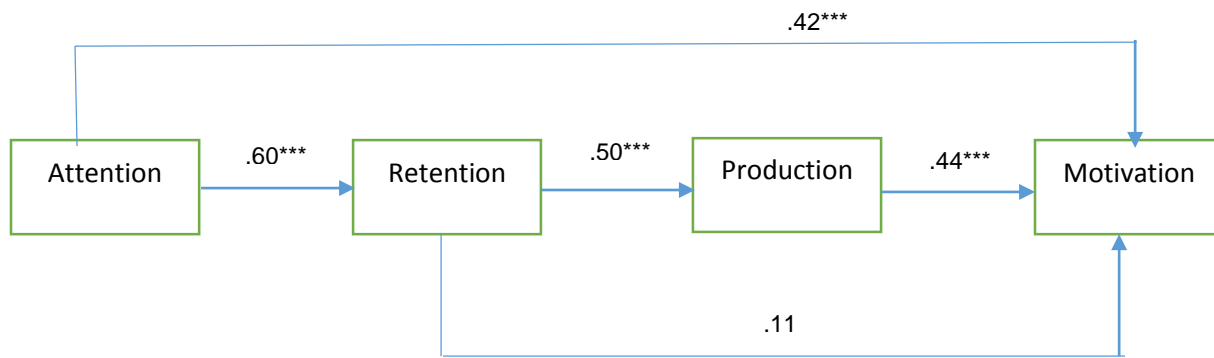 .42***
Attention
.60***
Retention
.50***
Production
.44***
Motivation
.11